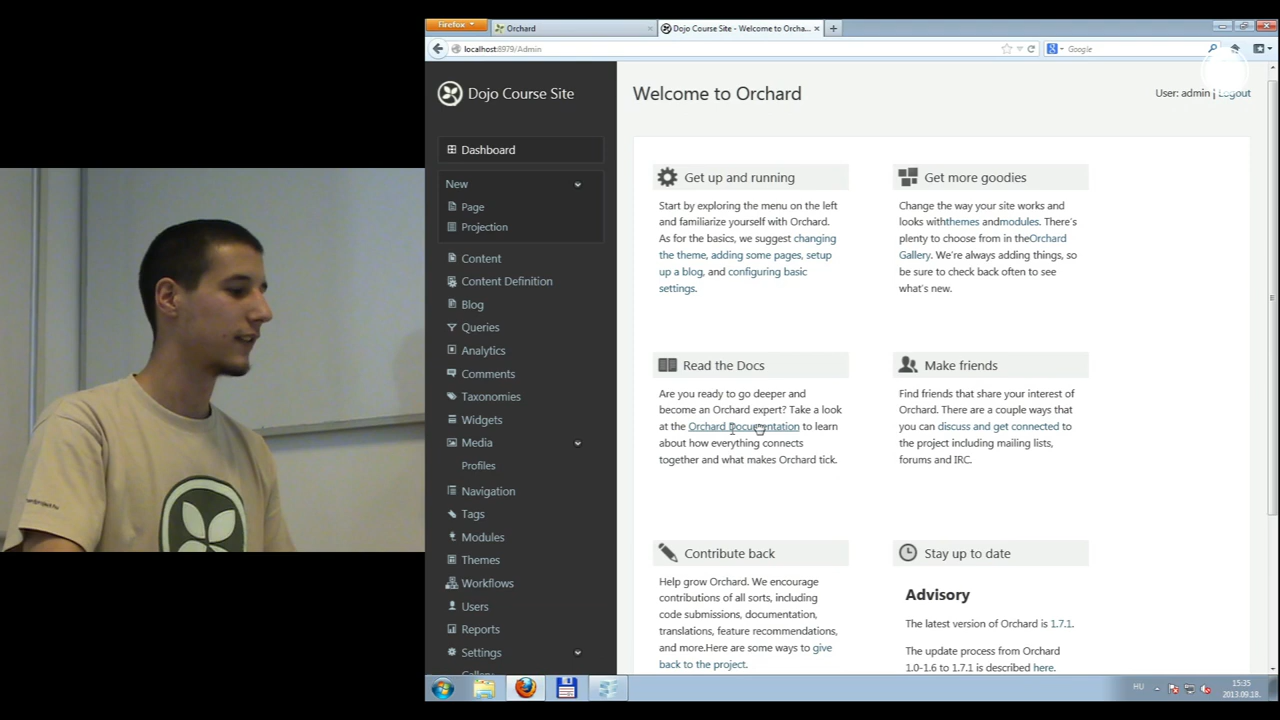 Firefox
Orchard
Dojo Course Site - Welcome to Orcha...
localhost:8979/Admin
Google
Dojo Course Site
Welcome to Orchard
User: admin | Logout
Dashboard
New
Page
Projection
Content
Content Definition
Blog
Queries
Analytics
Comments
Taxonomies
Widgets
Media
Profiles
Navigation
Tags
Modules
Themes
Workflows
Users
Reports
Settings
Get up and running
Start by exploring the menu on the left
and familiarize yourself with Orchard.
As for the basics, we suggest changing
the theme, adding some pages, setup
up a blog, and configuring basic
settings.
Get more goodies
Change the way your site works and
looks withthemes andmodules. There's
plenty to choose from in theOrchard
Gallery. We're always adding things, so
be sure to check back often to see
what's new.
Read the Docs
Are you ready to go deeper and
become an Orchard expert? Take a look
at the Orchard Documentation to learn
about how everything connects
together and what makes Orchard tick.
Make friends
Find friends that share your interest of
Orchard. There are a couple ways that
you can discuss and get connected to
the project including mailing lists,
forums and IRC.
Contribute back
Help grow Orchard. We encourage
contributions of all sorts, including
code submissions, documentation,
translations, feature recommendations,
and more.Here are some ways to give
back to the project.
Stay up to date
Advisory
The latest version of Orchard is 1.7.1.
The update process from Orchard
1.0-1.6 to 1.7.1 is described here.
HU
15:35
2013.09.18.